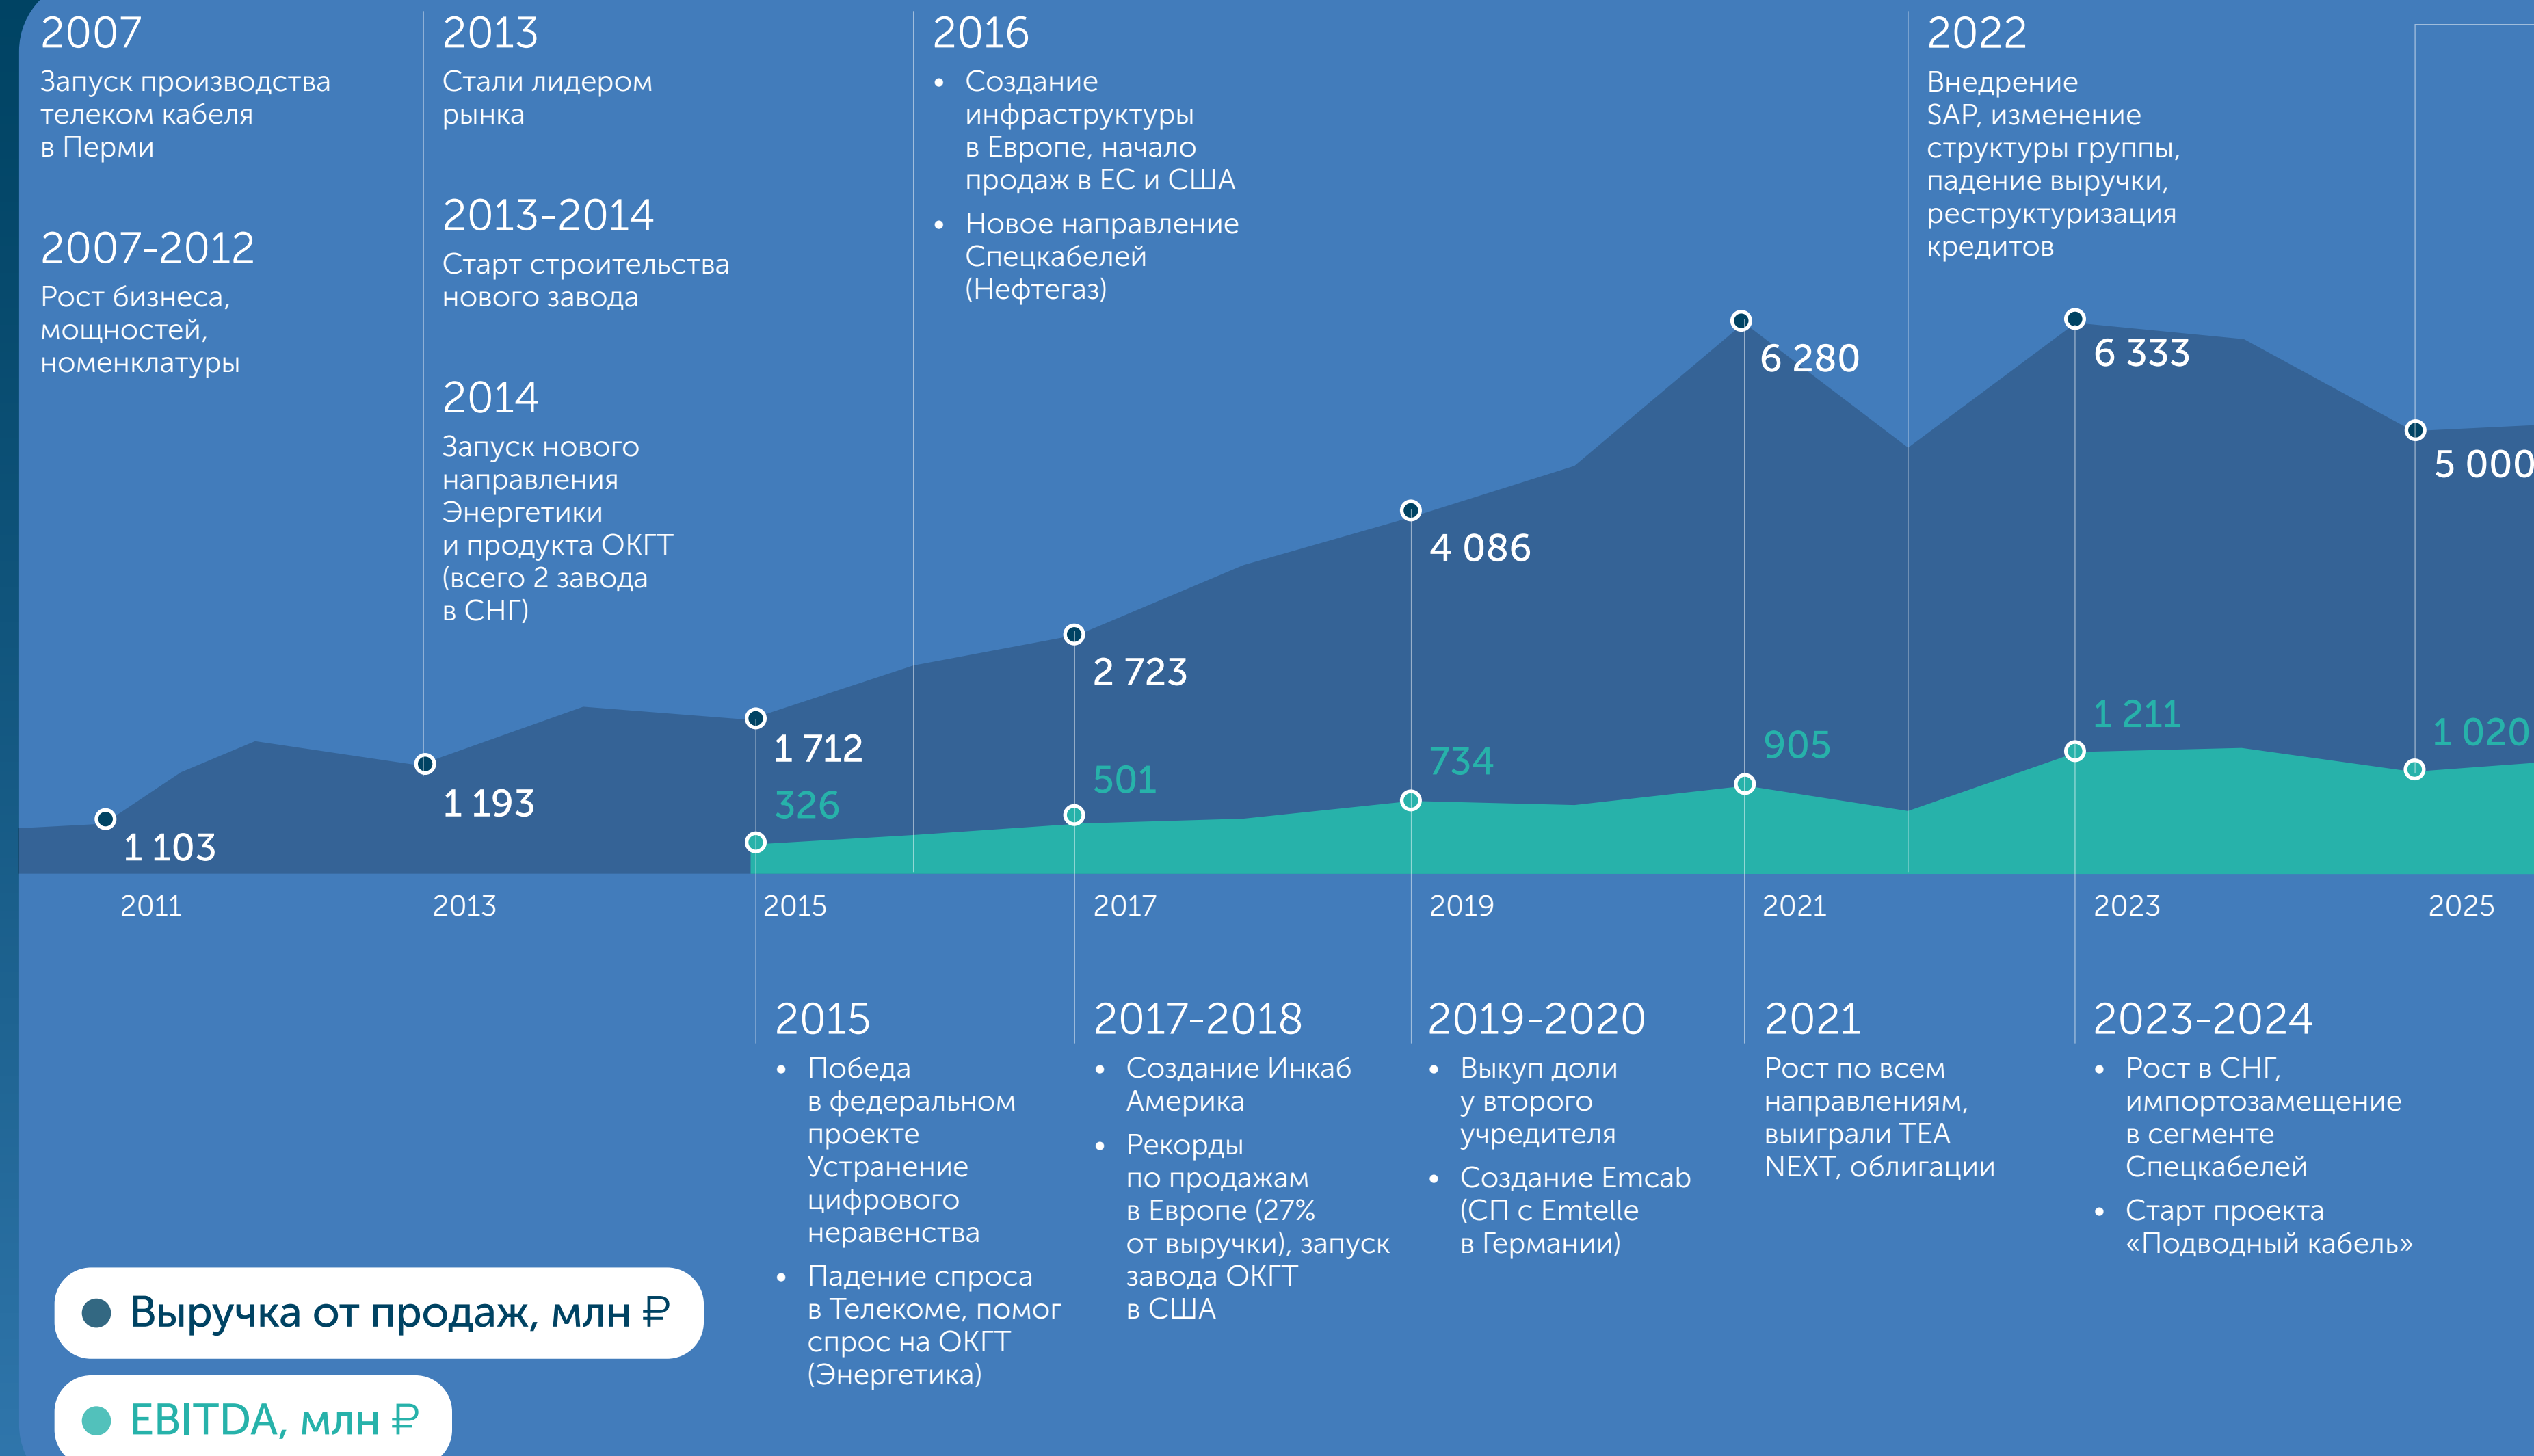 2007
Запуск производства
телеком кабеля
в Перми
2007-2012
Рост бизнеса,
мощностей,
номенклатуры
2013
Стали лидером
рынка
2013-2014
Старт строительства
нового завода
2014
Запуск нового
направления
Энергетики
и продукта ОКГТ
(всего 2 завода
в СНГ)
2016
• Создание
инфраструктуры
в Европе, начало
продаж в ЕС и США
• Новое направление
Спецкабелей
(Нефтегаз)
2022
Внедрение
SAP, изменение
структуры группы,
падение выручки,
реструктуризация
кредитов
1 103
1 193
1 712
2 723
4 086
6 280
6 333
5 000
326
501
734
905
1 211
1 020
2011
2013
2015
2017
2019
2021
2023
2025
2015
• Победа
в федеральном
проекте
Устранение
цифрового
неравенства
• Падение спроса
в Телекоме, помог
спрос на ОКГТ
(Энергетика)
2017-2018
• Создание Инкаб
Америка
• Рекорды
по продажам
в Европе (27%
от выручки), запуск
завода ОКГТ
в США
2019-2020
• Выкуп доли
у второго
учредителя
• Создание Emcab
(СП с Emtelle
в Германии)
2021
Рост по всем
направлениям,
выиграли TEA
NEXT, облигации
2023-2024
• Рост в СНГ,
импортозамещение
в сегменте
Спецкабелей
• Старт проекта
«Подводный кабель»
Выручка от продаж, млн ₽
EBITDA, млн ₽